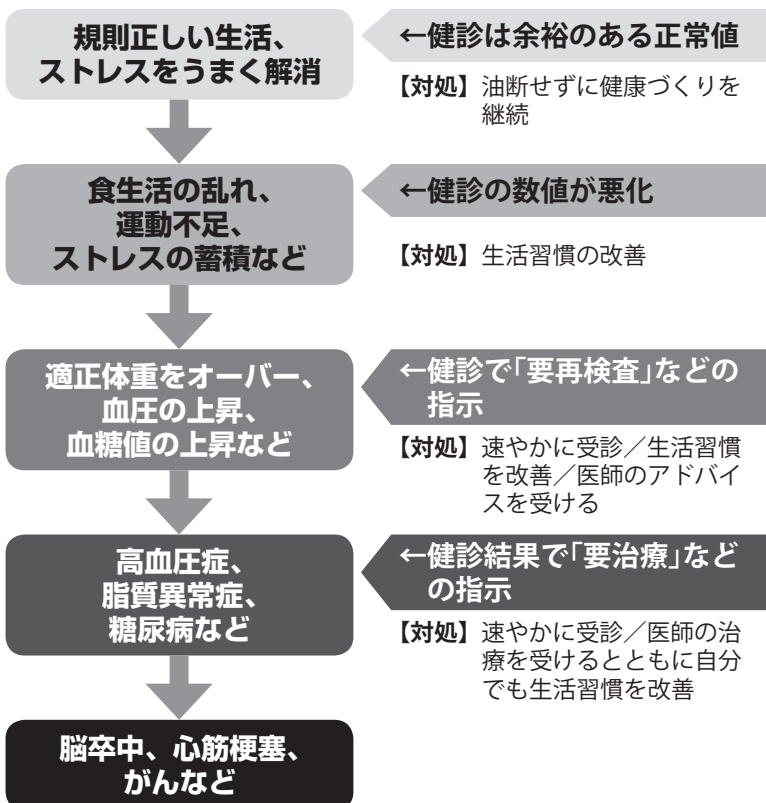 規則正しい生活、
ストレスをうまく解消
←健診は余裕のある正常値
【対処】油断せずに健康づくりを
継続
食生活の乱れ、
運動不足、
ストレスの蓄積など
←健診の数値が悪化
【対処】生活習慣の改善
適正体重をオーバー、
血圧の上昇、
血糖値の上昇など
←健診で「要再検査」などの
指示
【対処】速やかに受診／生活習慣
を改善／医師のアドバイ
スを受ける
高血圧症、
脂質異常症、
糖尿病など
←健診結果で「要治療」など
の指示
【対処】速やかに受診／医師の治
療を受けるとともに自分
でも生活習慣を改善
脳卒中、心筋梗塞、
がんなど